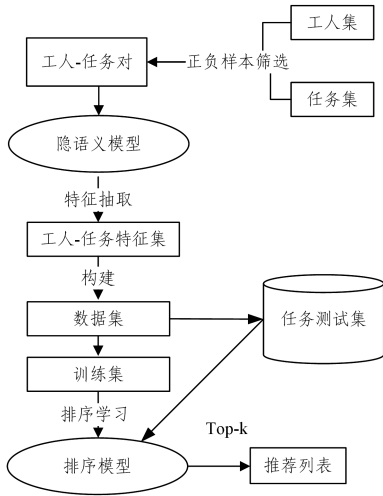 工人集
工人-任务对
正负样本筛选
任务集
隐语义模型
特征抽取
工人-任务特征集
构建
数据集
任务测试集
训练集
排序学习
Top-k
排序模型
推荐列表